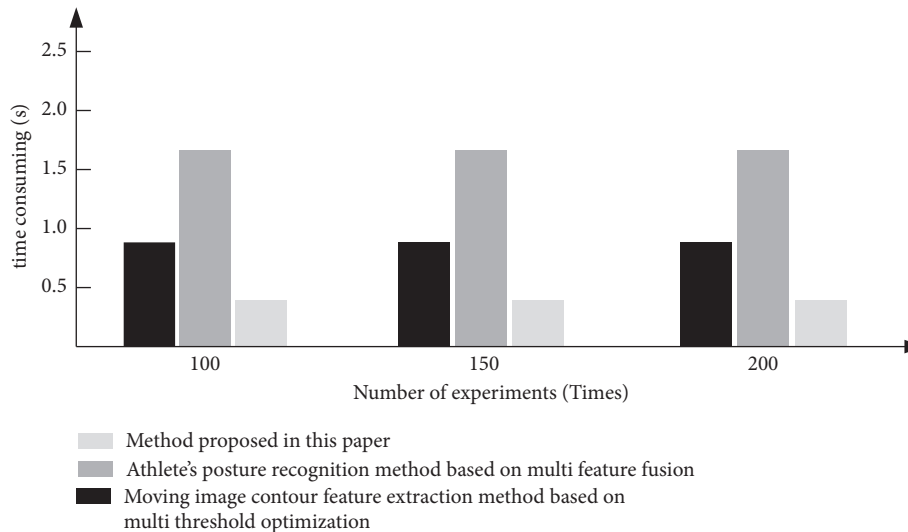 2.5
2.0
1.5
1.0
0.5
time consuming (s)
100
150
200
Number of experiments (Times)
Method proposed in this paper
Athlete's posture recognition method based on multi feature fusion
Moving image contour feature extraction method based on
multi threshold optimization